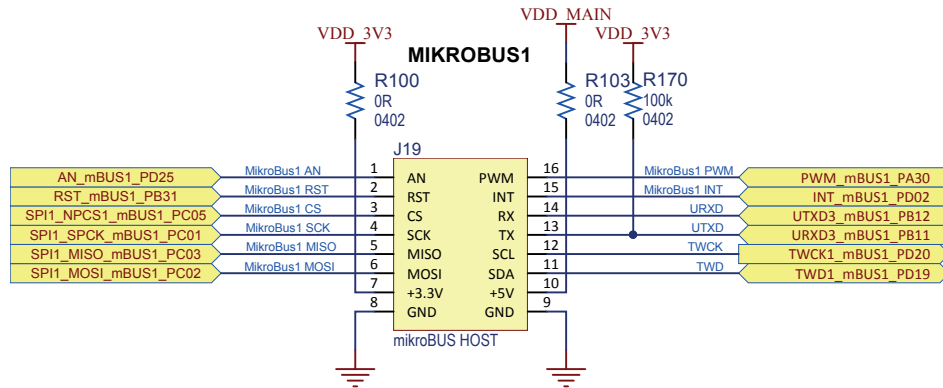 VDD_MAIN
VDD_3V3
VDD_3V3
MIKROBUS1
R100
0R
0402
R103
0R
0402
R170
100k
0402
J19
AN_mBUS1_PD25 MikroBus1 AN 1 AN PWM 16 MikroBus1 PWM PWM_mBUS1_PA30
RST_mBUS1_PB31 MikroBus1 RST 2 RST INT 15 MikroBus1 INT INT_mBUS1_PD02
SPI1_NPCS1_mBUS1_PC05 MikroBus1 CS 3 CS RX 14 URXD UTXD3_mBUS1_PB12
SPI1_SPCK_mBUS1_PC01 MikroBus1 SCK 4 SCK TX 13 UTXD URXD3_mBUS1_PB11
SPI1_MISO_mBUS1_PC03 MikroBus1 MISO 5 MISO SCL 12 TWCK TWCK1_mBUS1_PD20
SPI1_MOSI_mBUS1_PC02 MikroBus1 MOSI 6 MOSI SDA 11 TWD TWD1_mBUS1_PD19
7 +3.3V +5V 10
8 GND GND 9
mikroBUS HOST